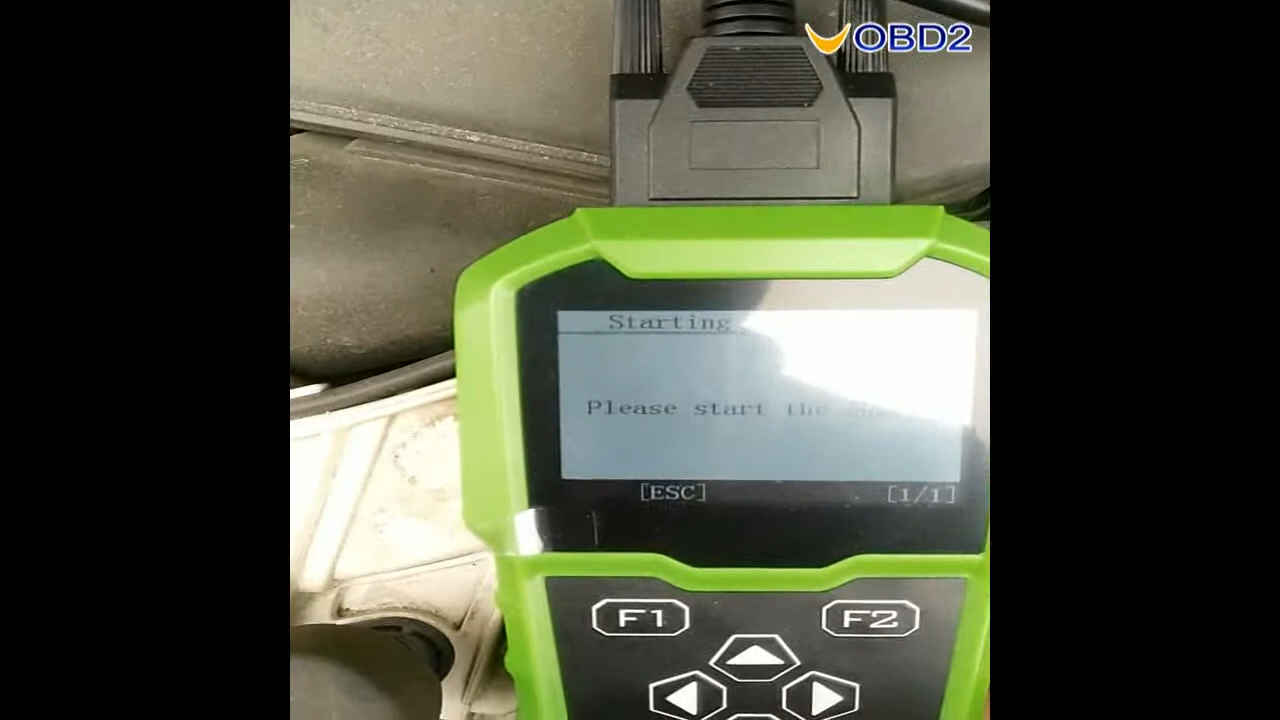 OBD2
Starting
Please start the
[ESC]
[1/1]
F1
F2